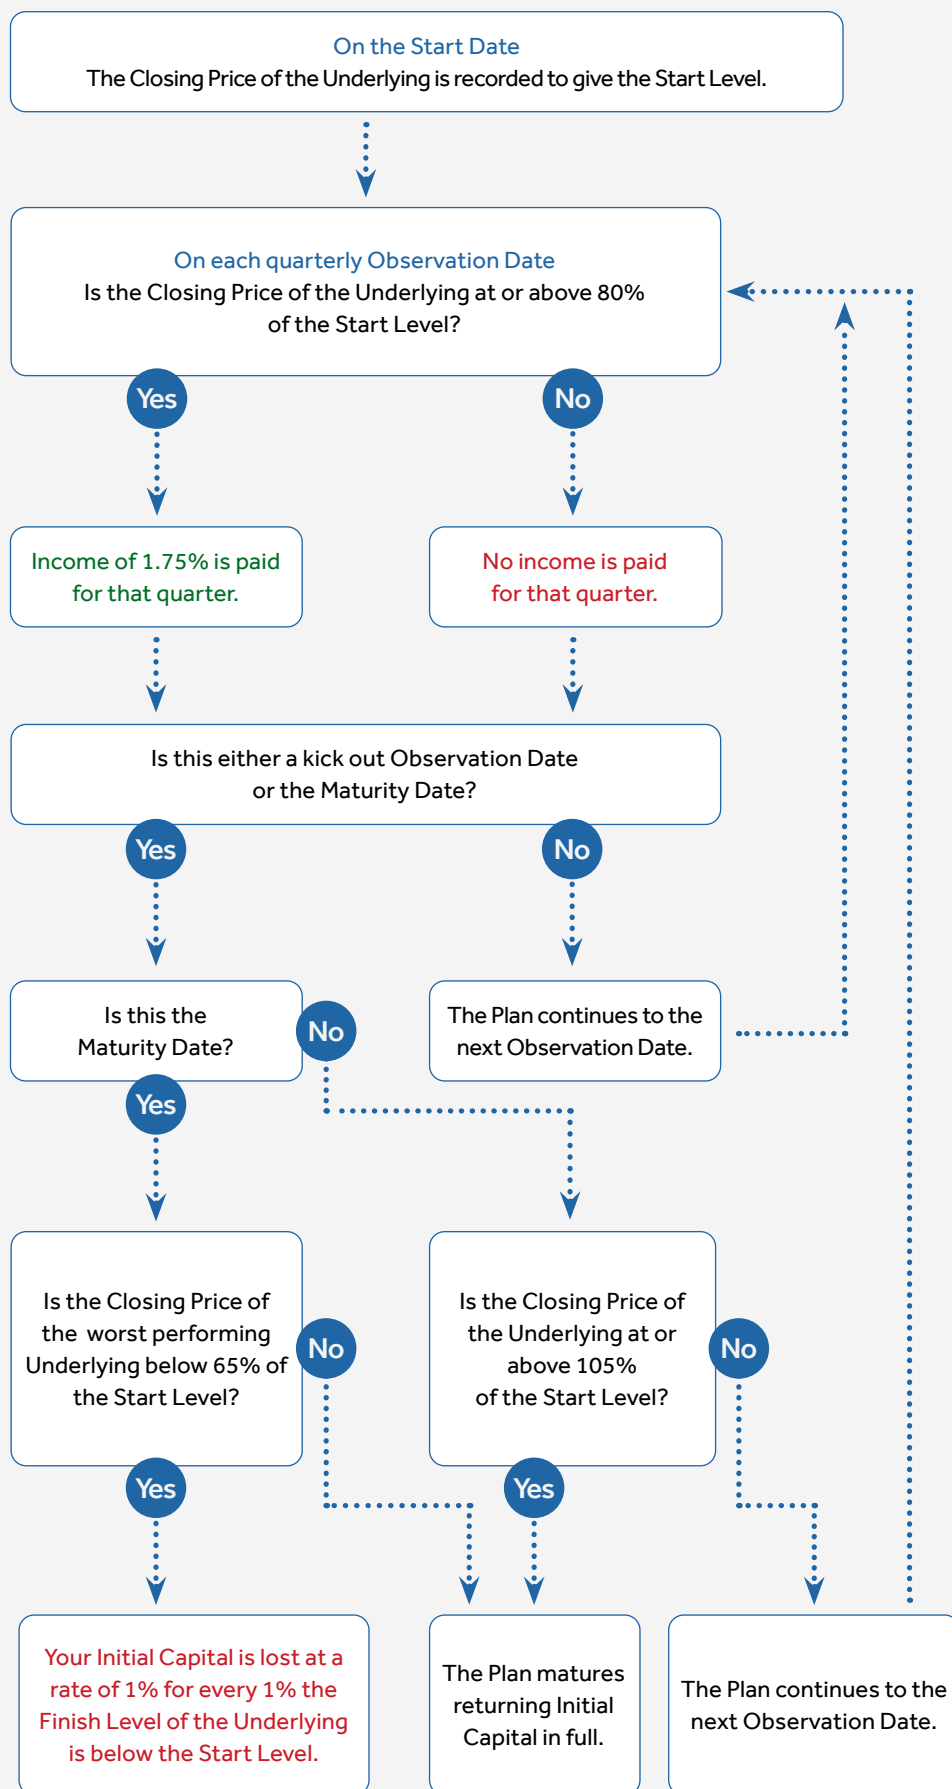 On the Start Date
The Closing Price of the Underlying is recorded to give the Start Level.
On each quarterly Observation Date
Is the Closing Price of the Underlying at or above 80%
of the Start Level?
Yes
No
Income of 1.75% is paid
for that quarter.
No income is paid
for that quarter.
Is this either a kick out Observation Date
or the Maturity Date?
Yes
No
Is this the
Maturity Date?
No
The Plan continues to the
next Observation Date.
Yes
Is the Closing Price of
the worst performing
Underlying below 65% of
the Start Level?
No
Is the Closing Price of
the Underlying at or
above 105%
of the Start Level?
No
Yes
Yes
Your Initial Capital is lost at a
rate of 1% for every 1% the
Finish Level of the Underlying
is below the Start Level.
The Plan matures
returning Initial
Capital in full.
The Plan continues to the
next Observation Date.